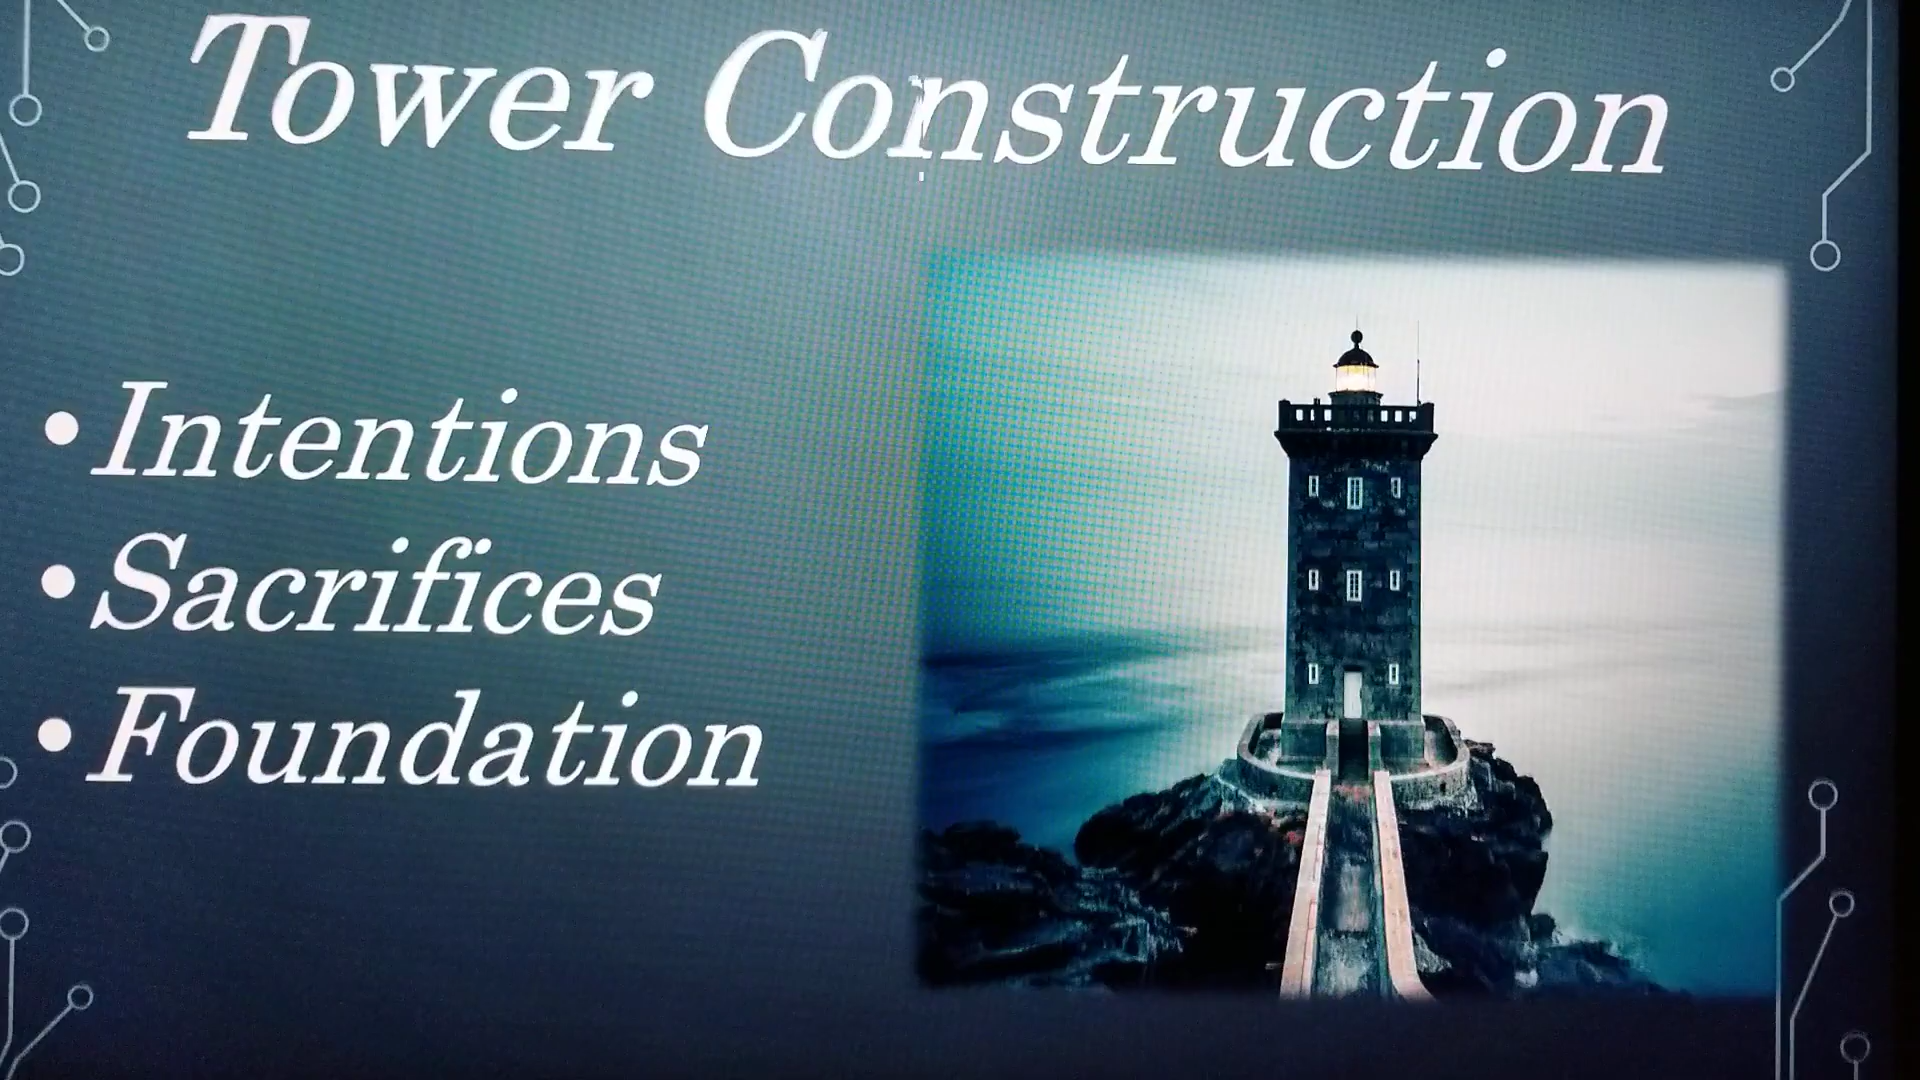 Tower Construction
• Intentions
• Sacrifices
• Foundation